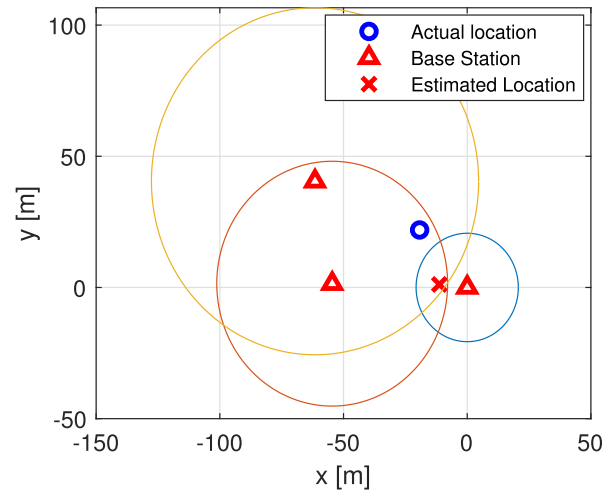 100
50
0
-50
-150
-100
-50
0
50
x [m]
y [m]
Actual location
Base Station
Estimated Location